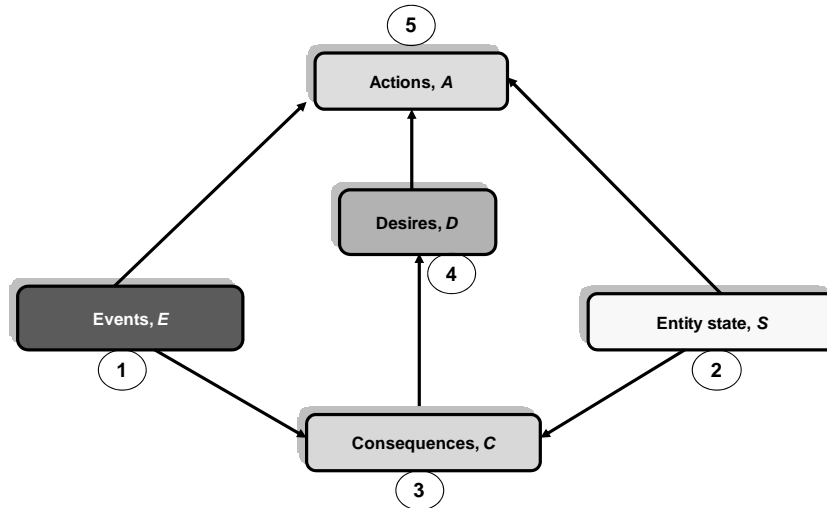 5
Actions, A
Desires, D
4
Events, E
Entity state, S
1
2
Consequences, C
3